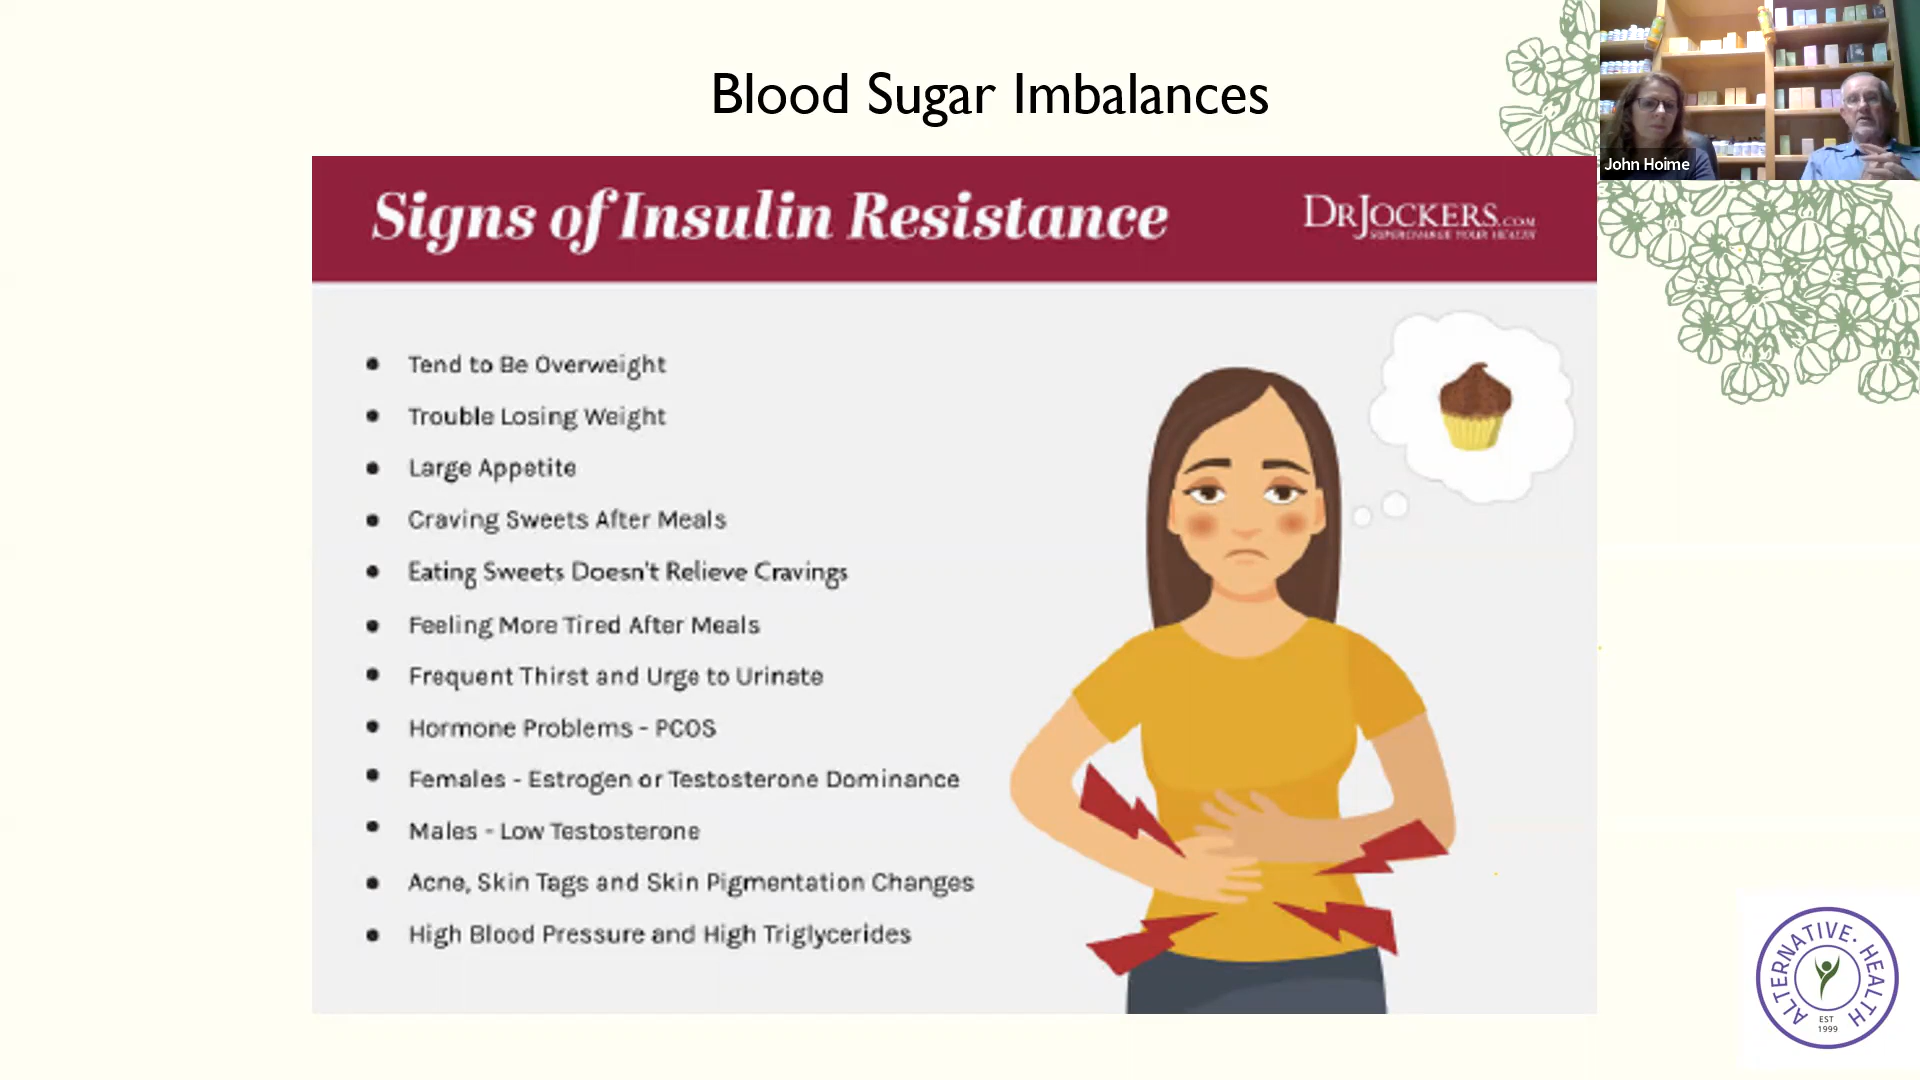 Blood Sugar Imbalances
John Hoime
Signs of Insulin Resistance
DRJOCKERS.COM
SUPERCHARGE YOUR HEALTH
Tend to Be Overweight
Trouble Losing Weight
Large Appetite
Craving Sweets After Meals
Eating Sweets Doesn't Relieve Cravings
Feeling More Tired After Meals
Frequent Thirst and Urge to Urinate
Hormone Problems - PCOS
Females - Estrogen or Testosterone Dominance
Males - Low Testosterone
Acne, Skin Tags and Skin Pigmentation Changes
High Blood Pressure and High Triglycerides
ALTERNATIVE · HEALTH
EST
1999